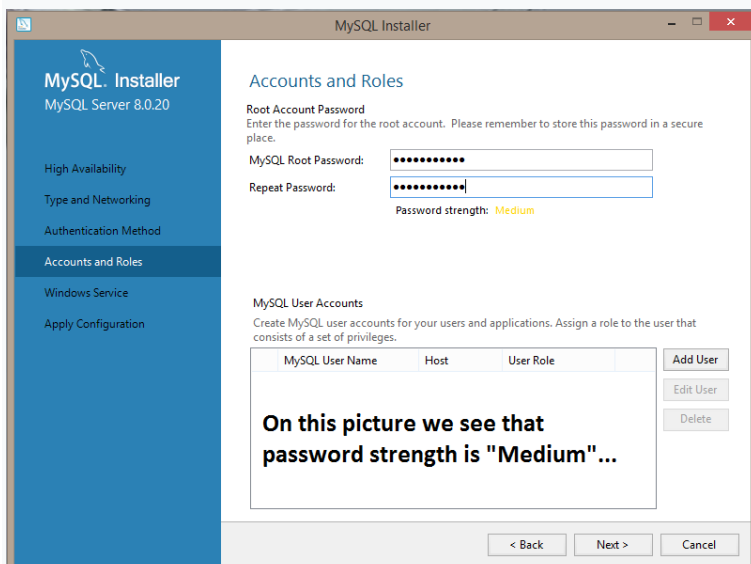 MySQL Installer
MySQL. Installer
MySQL Server 8.0.20
High Availability
Type and Networking
Authentication Method
Accounts and Roles
Windows Service
Apply Configuration
Accounts and Roles
Root Account Password
Enter the password for the root account. Please remember to store this password in a secure
place.
MySQL Root Password:
Repeat Password:
Password strength: Medium
MySQL User Accounts
Create MySQL user accounts for your users and applications. Assign a role to the user that
consists of a set of privileges.
MySQL User Name Host User Role
Add User
Edit User
Delete
On this picture we see that
password strength is "Medium"...
< Back Next > Cancel